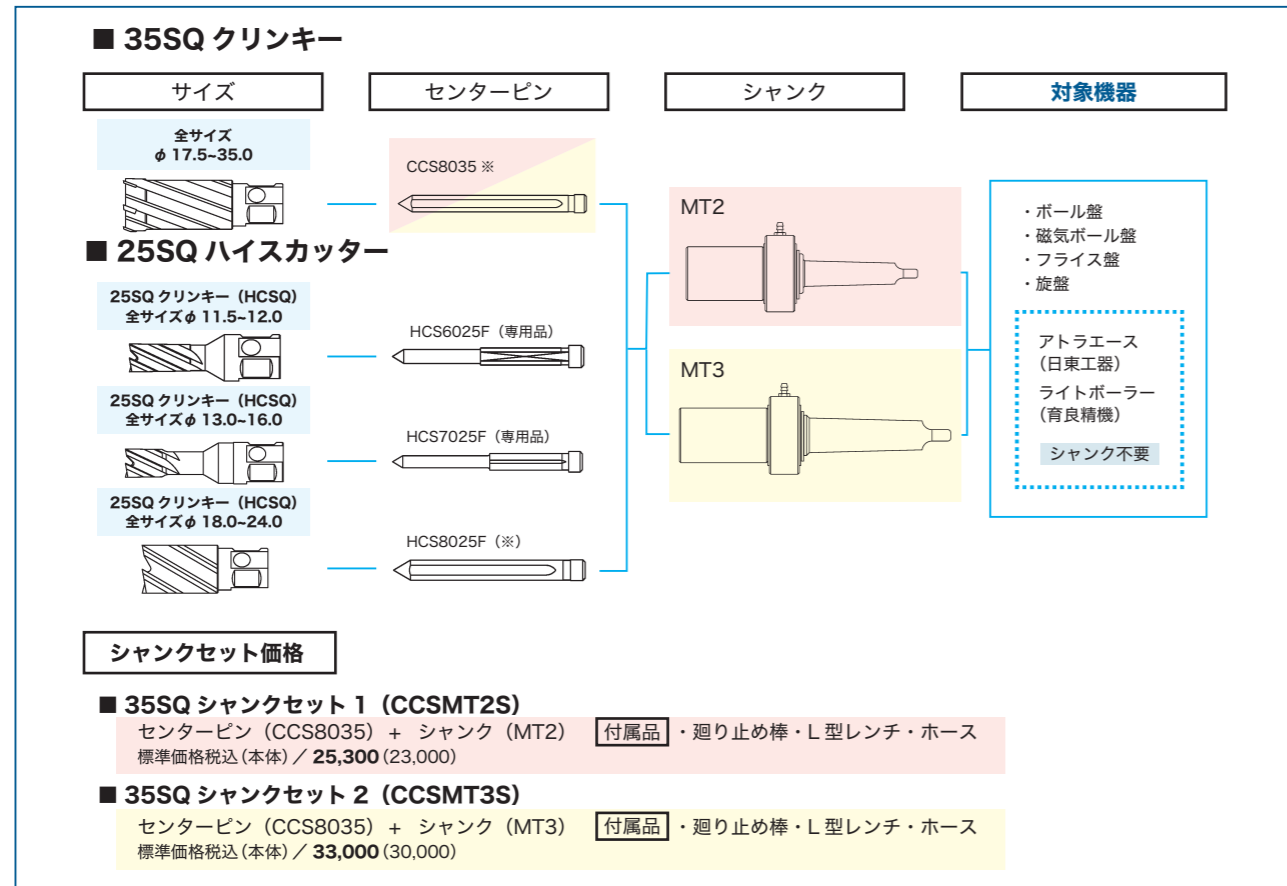 ■ 35SQ クリンキー
サイズ
センターピン
シャンク
対象機器
全サイズ
φ 17.5~35.0
CCS8035 ※
■ 25SQ ハイスカッター
25SQ クリンキー（HCSQ）
全サイズφ 11.5~12.0
HCS6025F（専用品）
25SQ クリンキー（HCSQ）
全サイズφ 13.0~16.0
HCS7025F（専用品）
25SQ クリンキー（HCSQ）
全サイズφ 18.0~24.0
HCS8025F（※）
MT2
MT3
・ボール盤
・磁気ボール盤
・フライス盤
・旋盤
アトラエース
（日東工器）
ライトボーラー
（育良精機）
シャンク不要
シャンクセット価格
■ 35SQ シャンクセット 1（CCSMT2S）
センターピン（CCS8035）+ シャンク（MT2） 付属品 ・廻り止め棒・L 型レンチ・ホース
標準価格税込（本体）／ 25,300（23,000）
■ 35SQ シャンクセット 2（CCSMT3S）
センターピン（CCS8035）+ シャンク（MT3） 付属品 ・廻り止め棒・L 型レンチ・ホース
標準価格税込（本体）／ 33,000（30,000）